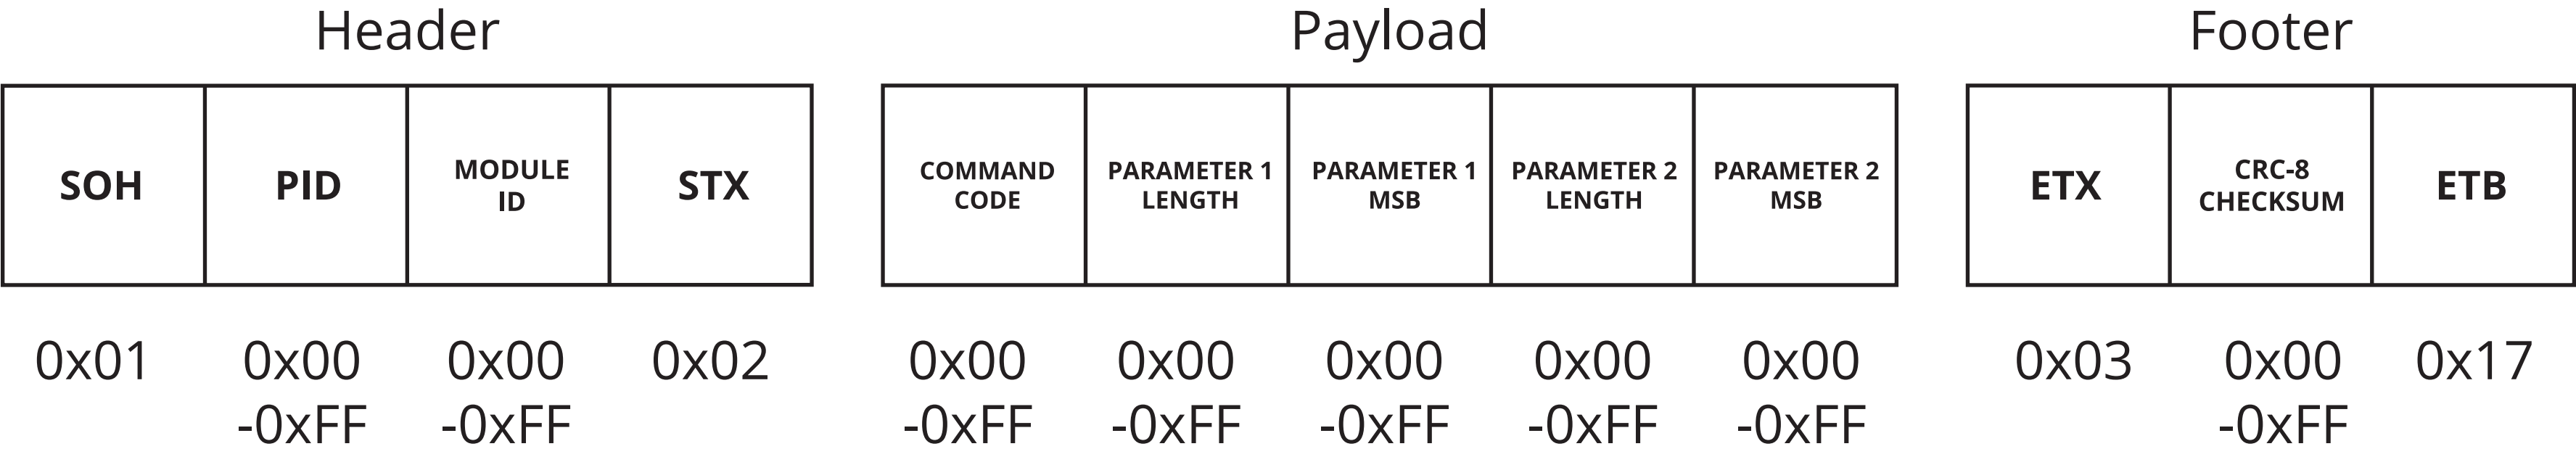 Header
Payload
Footer
SOH
PID
MODULE
ID
STX
COMMAND
CODE
PARAMETER 1
LENGTH
PARAMETER 1
MSB
PARAMETER 2
LENGTH
PARAMETER 2
MSB
ETX
CRC-8
CHECKSUM
ETB
0x01
0x00
-0xFF
0x00
-0xFF
0x02
0x00
-0xFF
0x00
-0xFF
0x00
-0xFF
0x00
-0xFF
0x00
-0xFF
0x03
0x00
-0xFF
0x17